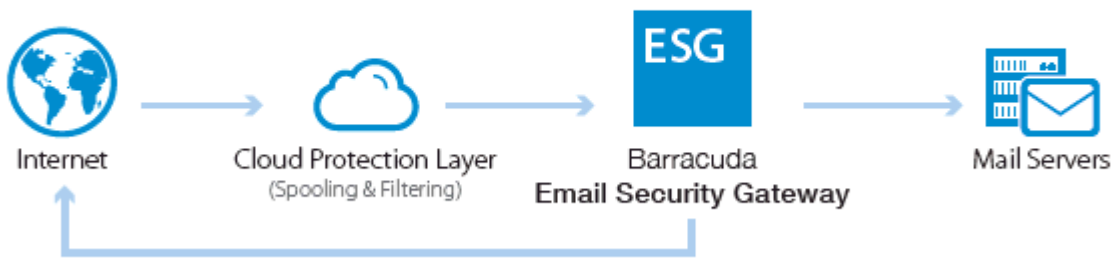 ESG
Internet
Cloud Protection Layer
(Spooling & Filtering)
Barracuda
Email Security Gateway
Mail Servers